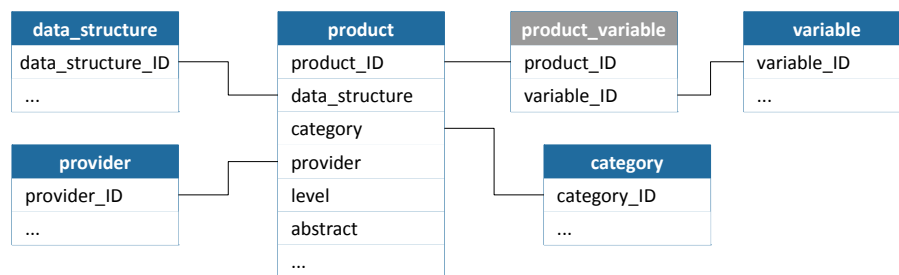 data_structure
data_structure_ID
...
provider
provider_ID
...
product
product_ID
data_structure
category
provider
level
abstract
...
product_variable
product_ID
variable_ID
variable
variable_ID
...
category
category_ID
...